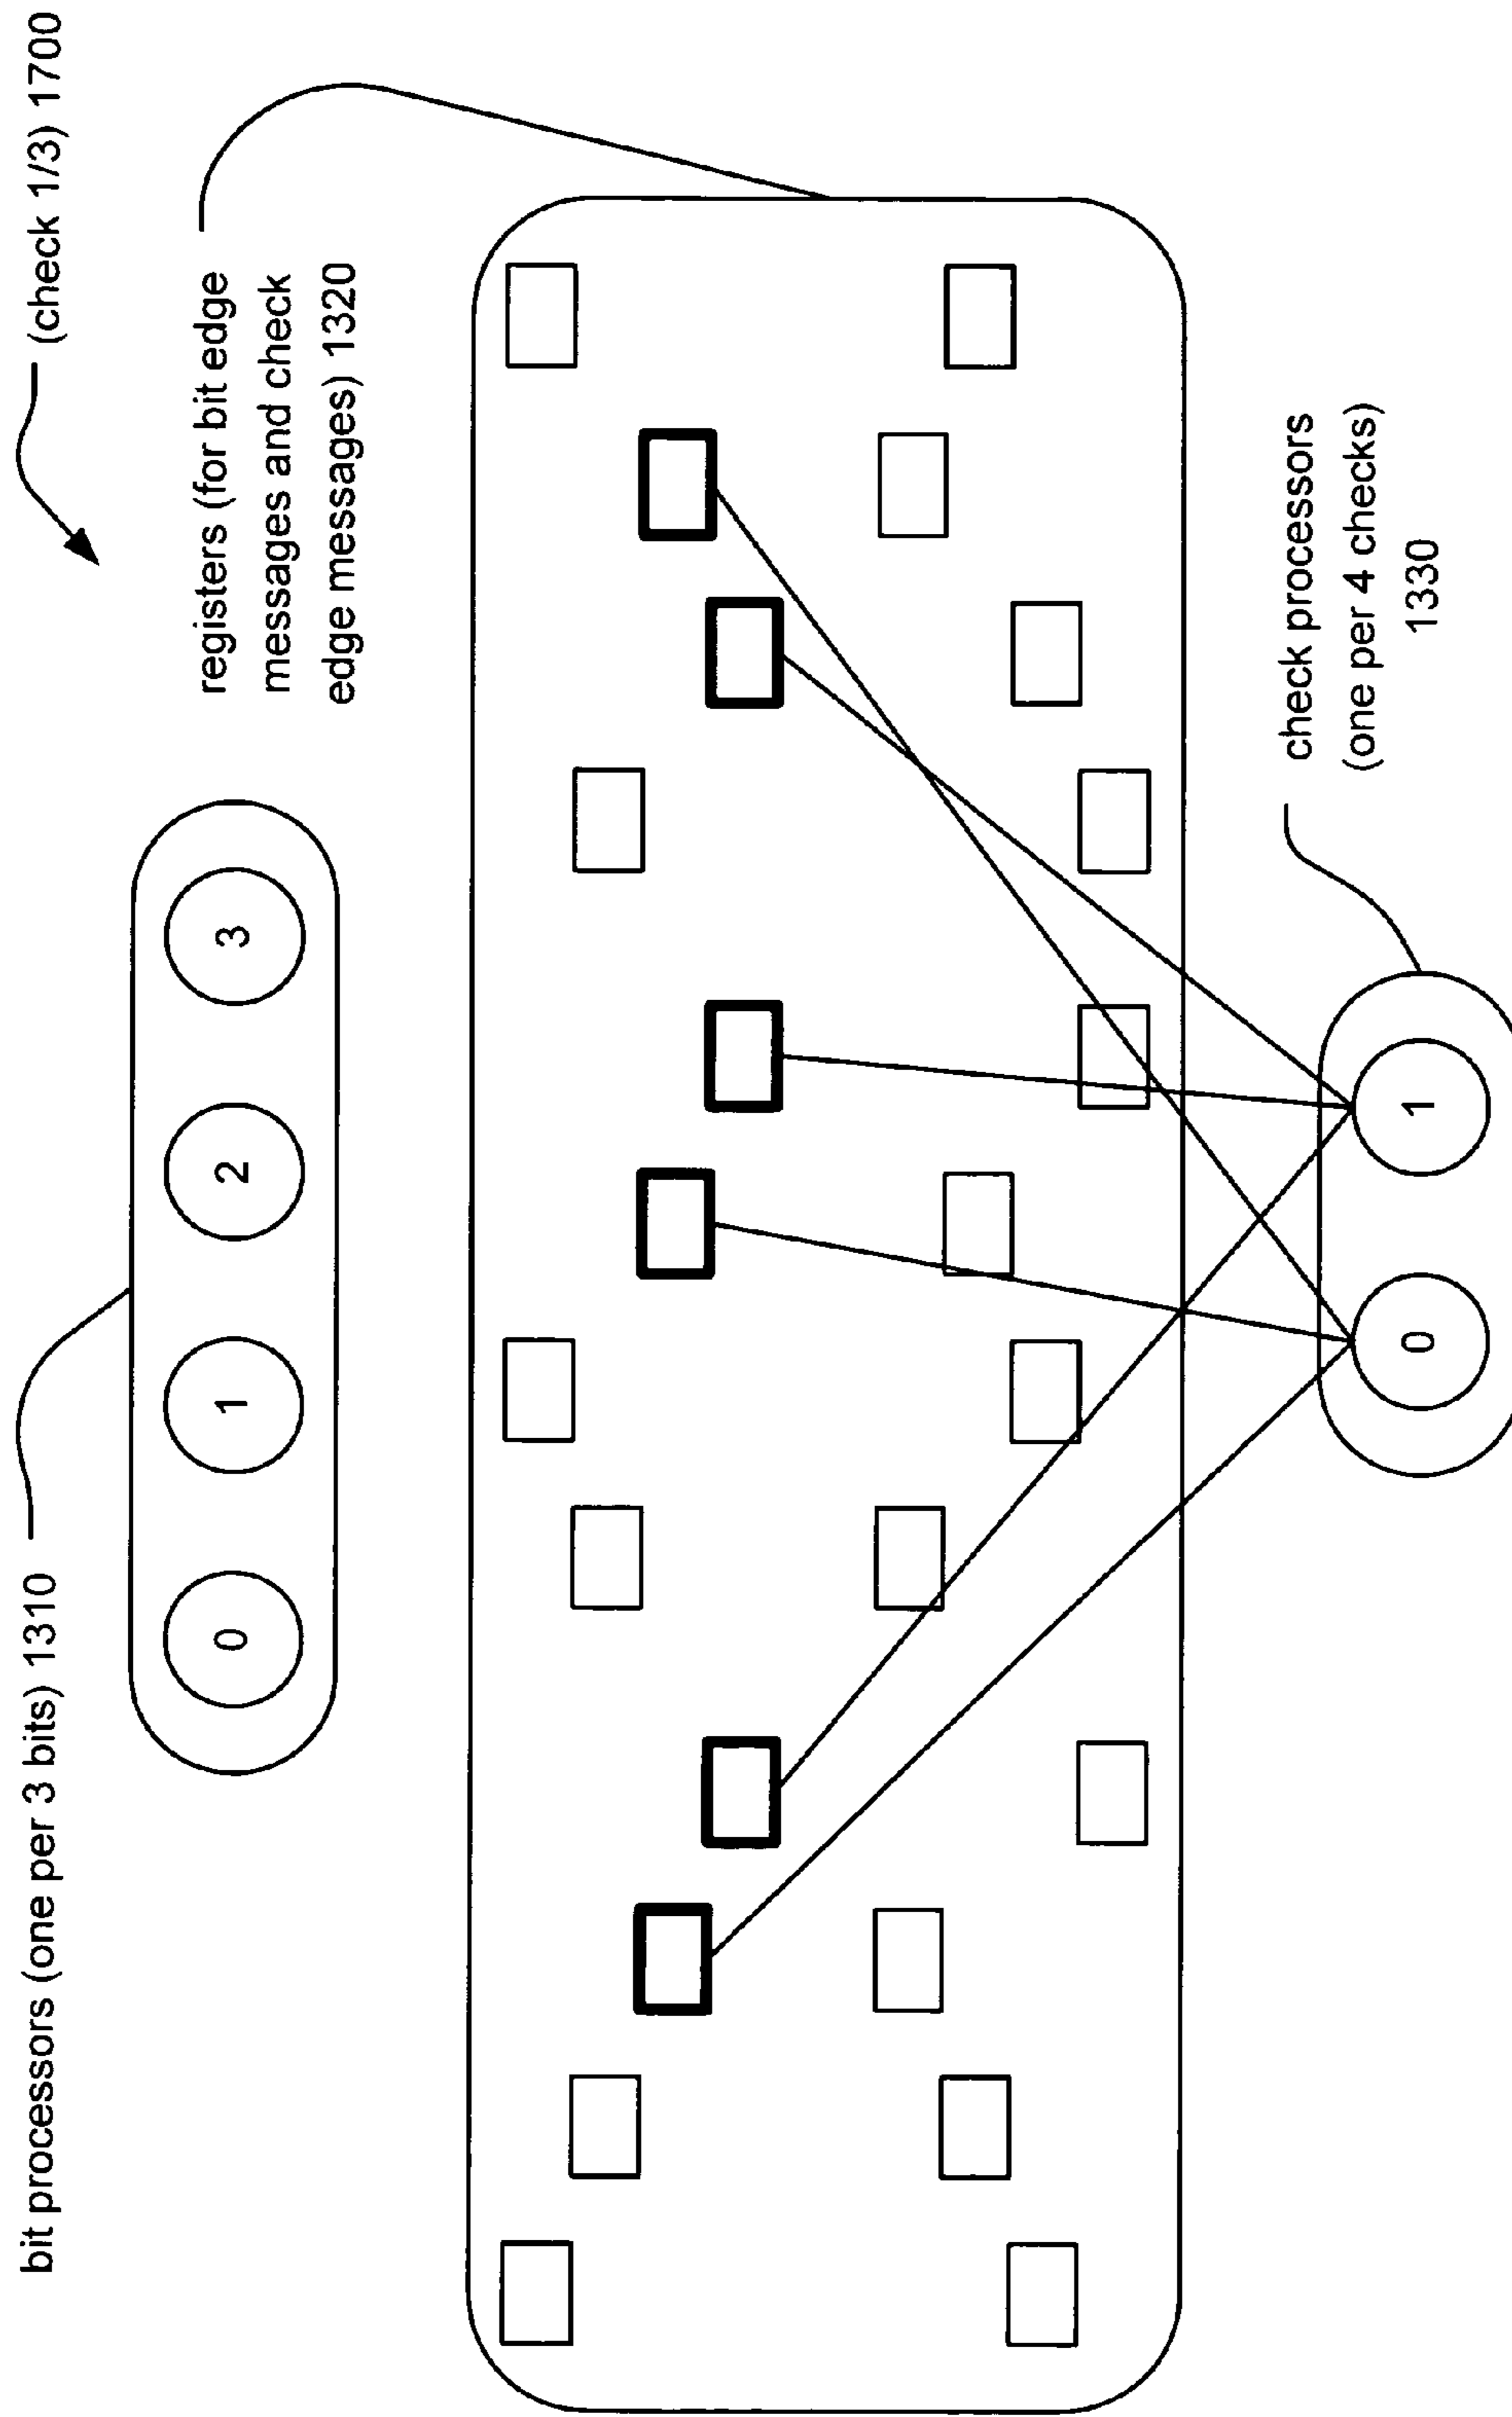 (check 1/3) 1700
bit processors (one per 3 bits) 1310
0
1
2
3
registers (for bit edge
messages and check
edge messages) 1320
0
1
check processors
(one per 4 checks)
1330